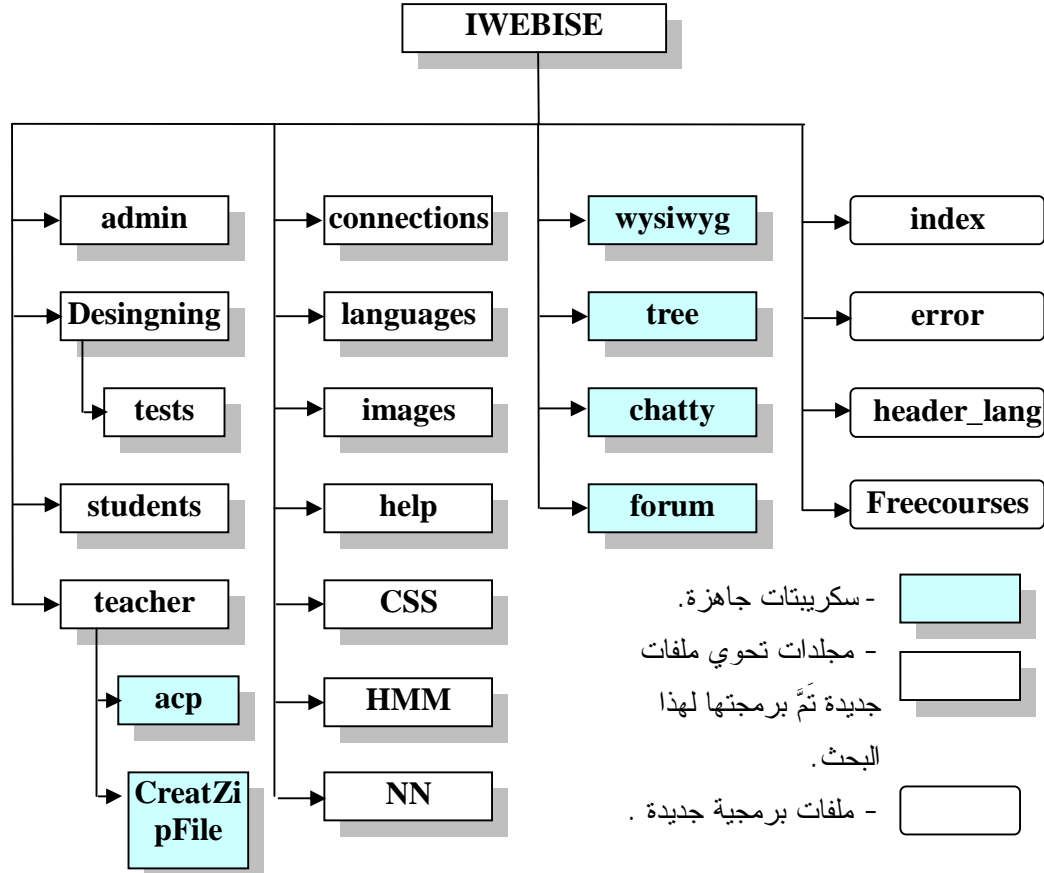 IWEBISE
admin
Desingning
tests
students
teacher
acp
CreatZi
pFile
connections
languages
images
help
CSS
HMM
NN
wysiwyg
tree
chatty
forum
index
error
header_lang
Freecourses
- سكريبتات جاهزة.
- مجلدات تحوي ملفات
جديدة تَمَّ برمجتها لهذا
البحث.
- ملفات برمجية جديدة .